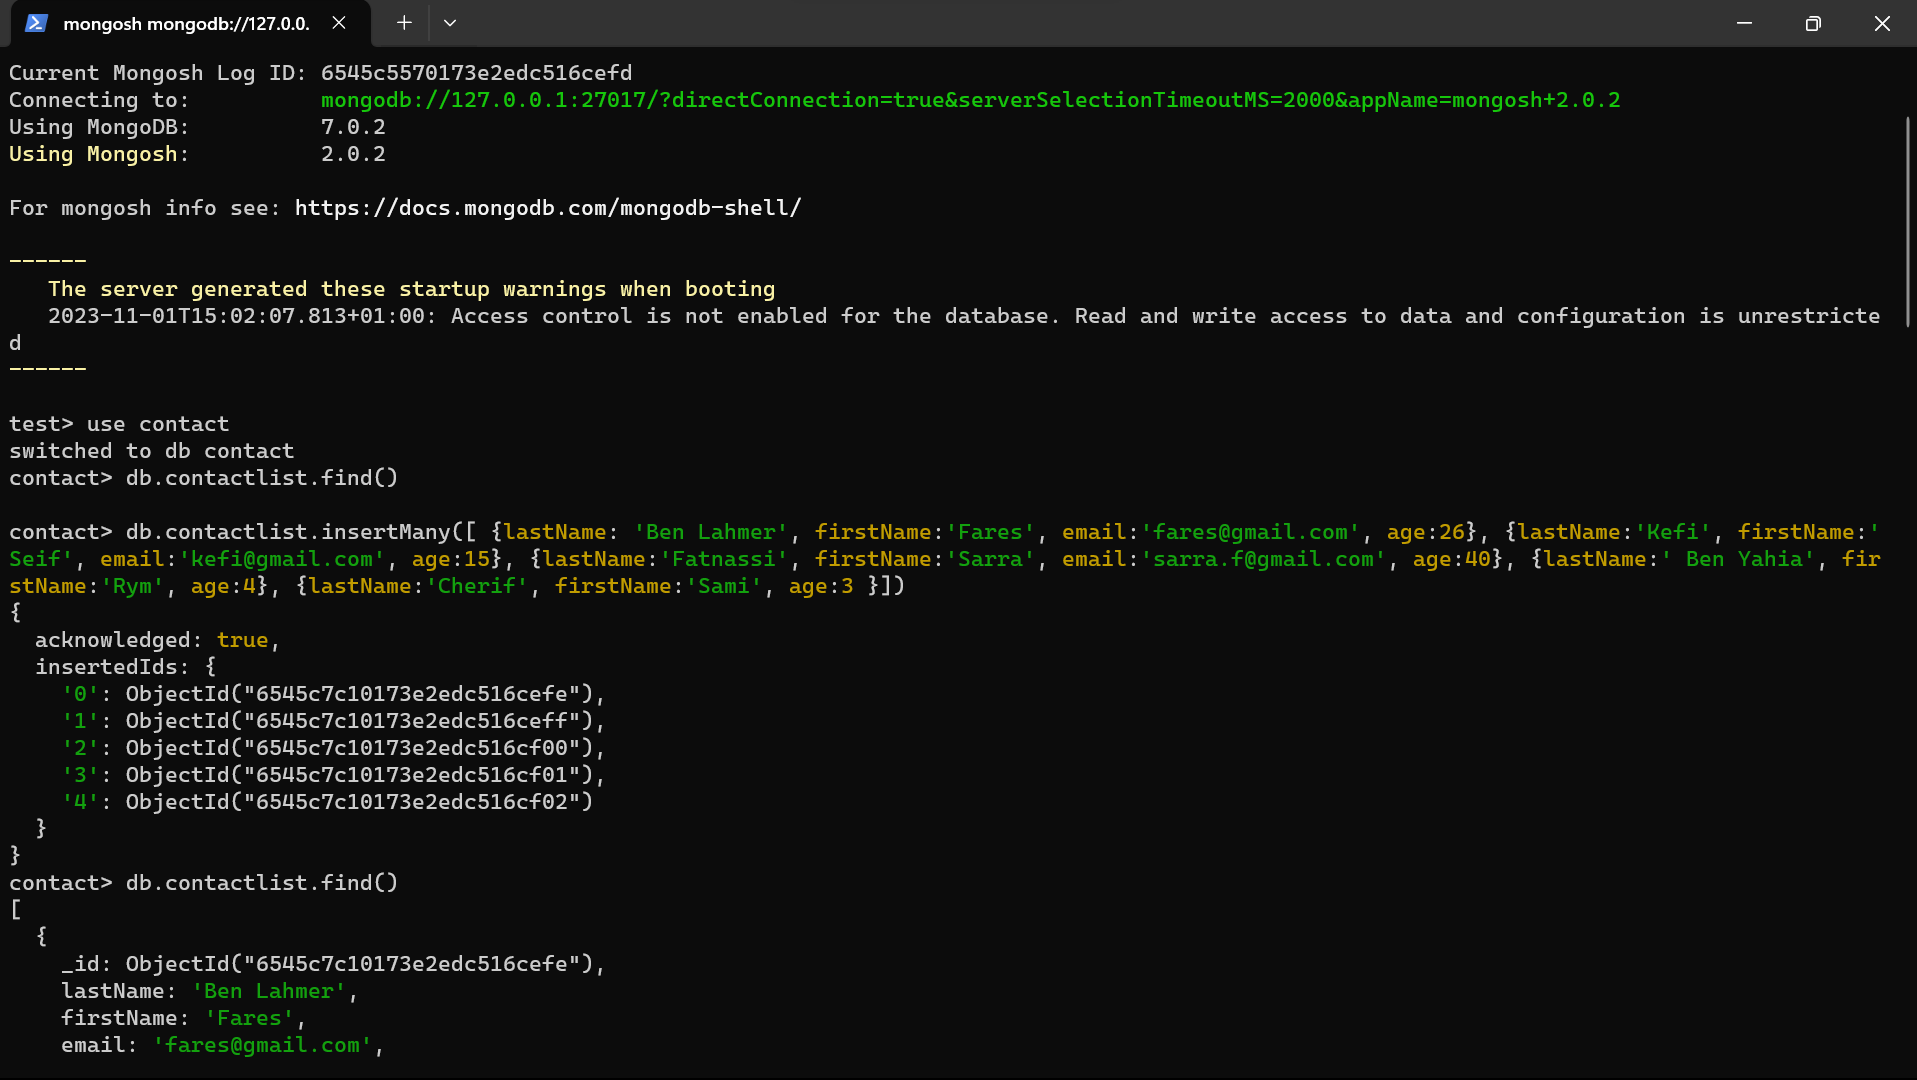 mongosh mongodb://127.0.0.
Current Mongosh Log ID: 6545c5570173e2edc516cefd
Connecting to:          mongodb://127.0.0.1:27017/?directConnection=true&serverSelectionTimeoutMS=2000&appName=mongosh+2.0.2
Using MongoDB:          7.0.2
Using Mongosh:          2.0.2
For mongosh info see: https://docs.mongodb.com/mongodb-shell/
------
   The server generated these startup warnings when booting
   2023-11-01T15:02:07.813+01:00: Access control is not enabled for the database. Read and write access to data and configuration is unrestricte
d
------
test> use contact
switched to db contact
contact> db.contactlist.find()
contact> db.contactlist.insertMany([ {lastName: 'Ben Lahmer', firstName:'Fares', email:'fares@gmail.com', age:26}, {lastName:'Kefi', firstName:'
Seif', email:'kefi@gmail.com', age:15}, {lastName:'Fatnassi', firstName:'Sarra', email:'sarra.f@gmail.com', age:40}, {lastName:' Ben Yahia', fir
stName:'Rym', age:4}, {lastName:'Cherif', firstName:'Sami', age:3 }])
{
  acknowledged: true,
  insertedIds: {
    '0': ObjectId("6545c7c10173e2edc516cefe"),
    '1': ObjectId("6545c7c10173e2edc516ceff"),
    '2': ObjectId("6545c7c10173e2edc516cf00"),
    '3': ObjectId("6545c7c10173e2edc516cf01"),
    '4': ObjectId("6545c7c10173e2edc516cf02")
  }
}
contact> db.contactlist.find()
[
  {
    _id: ObjectId("6545c7c10173e2edc516cefe"),
    lastName: 'Ben Lahmer',
    firstName: 'Fares',
    email: 'fares@gmail.com',